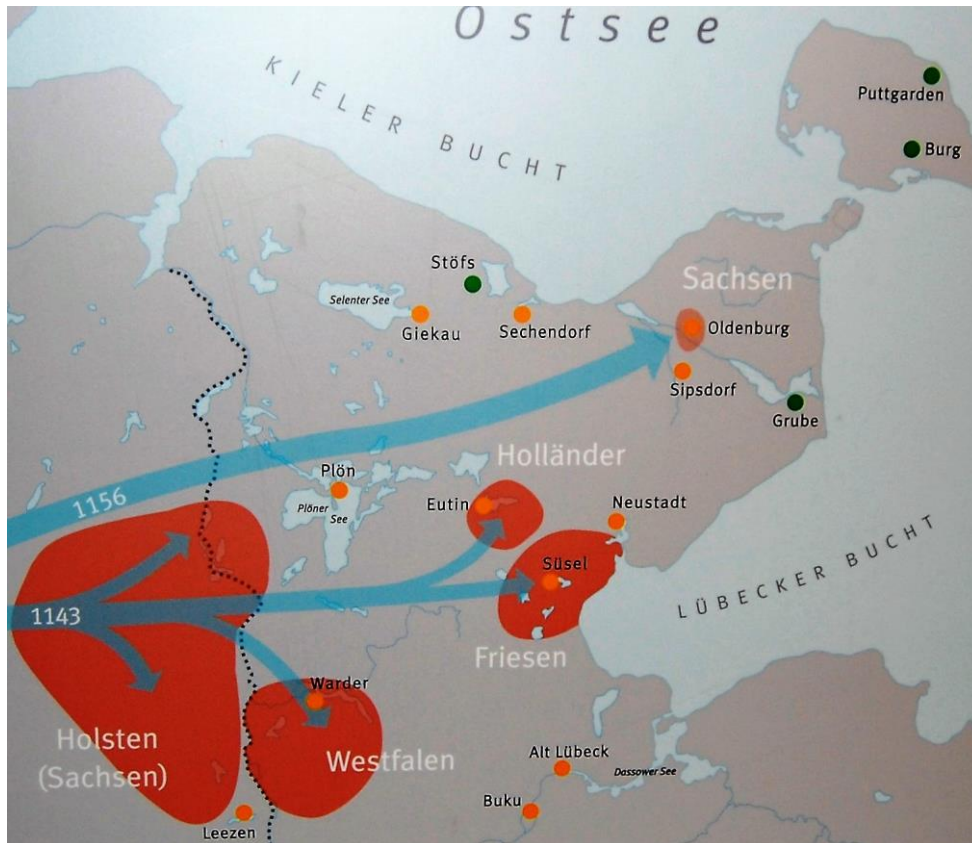 Ostsee
KIELER BUCHT
Puttgarden
Burg
Stöfs
Sachsen
Selenter See
Giekau
Sechendorf
Oldenburg
Sipsdorf
Grube
Holländer
Plön
1156
Plöner
See
Eutin
Neustadt
Süsel
LÜBECKER BUCHT
1143
Friesen
Warder
Holsten
(Sachsen)
Westfalen
Alt Lübeck
Dassower See
Buku
Leezen